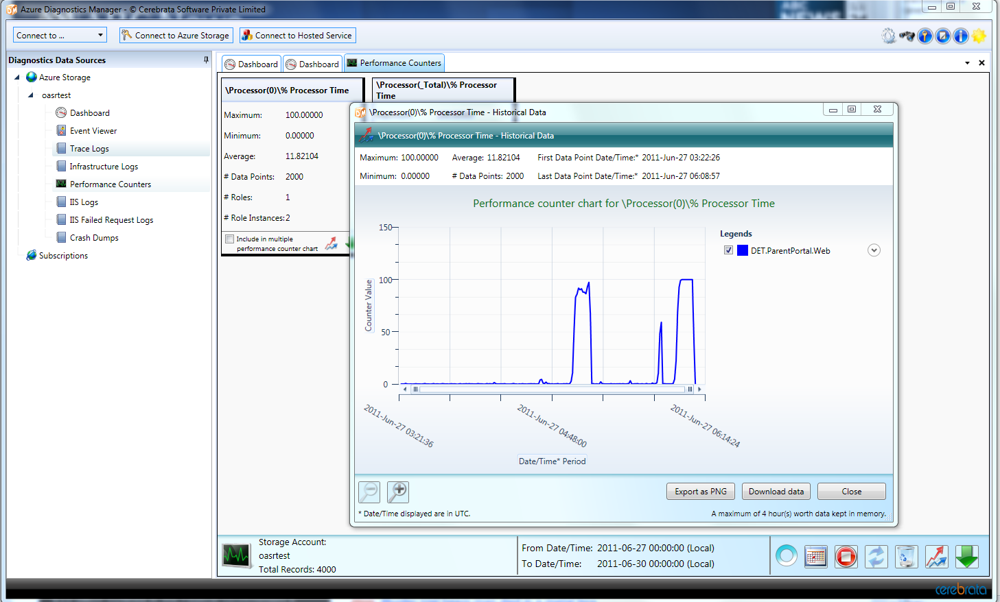 Azure Diagnostics Manager - © Cerebrata Software Private Limited
Connect to ...
Connect to Azure Storage
Connect to Hosted Service
Diagnostics Data Sources
Azure Storage
oasrtest
Dashboard
Event Viewer
Trace Logs
Infrastructure Logs
Performance Counters
IIS Logs
IIS Failed Request Logs
Crash Dumps
Subscriptions
Dashboard
Dashboard
Performance Counters
\Processor(0)\% Processor Time
Maximum: 100.00000
Minimum: 0.00000
Average: 11.82104
# Data Points: 2000
# Roles: 1
# Role Instances: 2
Include in multiple
performance counter chart
\Processor(_Total)\% Processor
Time
\Processor(0)\% Processor Time - Historical Data
\Processor(0)\% Processor Time - Historical Data
Maximum: 100.00000 Average: 11.82104 First Data Point Date/Time:* 2011-Jun-27 03:22:26
Minimum: 0.00000 # Data Points: 2000 Last Data Point Date/Time:* 2011-Jun-27 06:08:57
Performance counter chart for \Processor(0)\% Processor Time
Counter Value
150
100
50
0
2011-Jun-27 03:21:36
2011-Jun-27 04:48:00
2011-Jun-27 06:14:24
Date/Time* Period
Legends
DET.ParentPortal.Web
Export as PNG
Download data
Close
* Date/Time displayed are in UTC.
A maximum of 4 hour(s) worth data kept in memory.
Storage Account:
oasrtest
Total Records: 4000
From Date/Time: 2011-06-27 00:00:00 (Local)
To Date/Time: 2011-06-30 00:00:00 (Local)
cerebrata